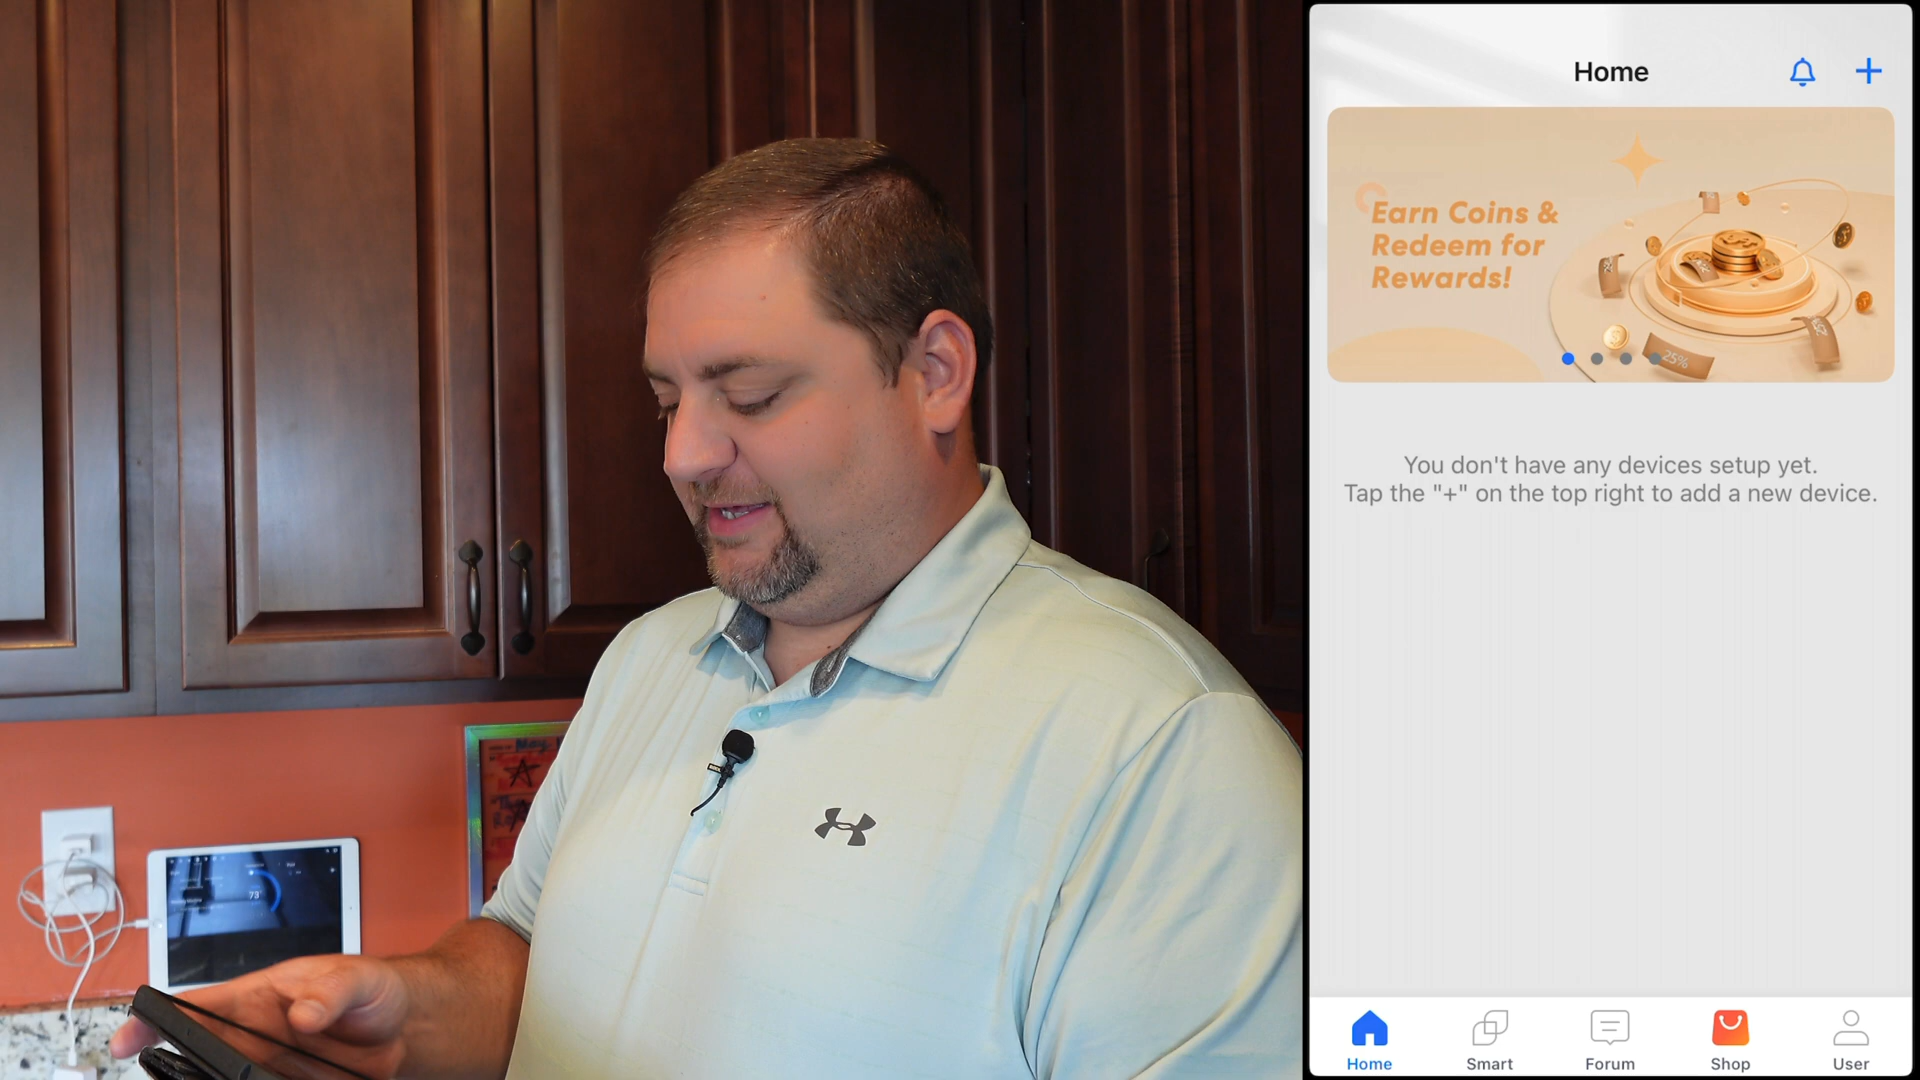 Home
Earn Coins &
Redeem for
Rewards!
25%
You don't have any devices setup yet.
Tap the "+" on the top right to add a new device.
Home
Smart
Forum
Shop
User
73°